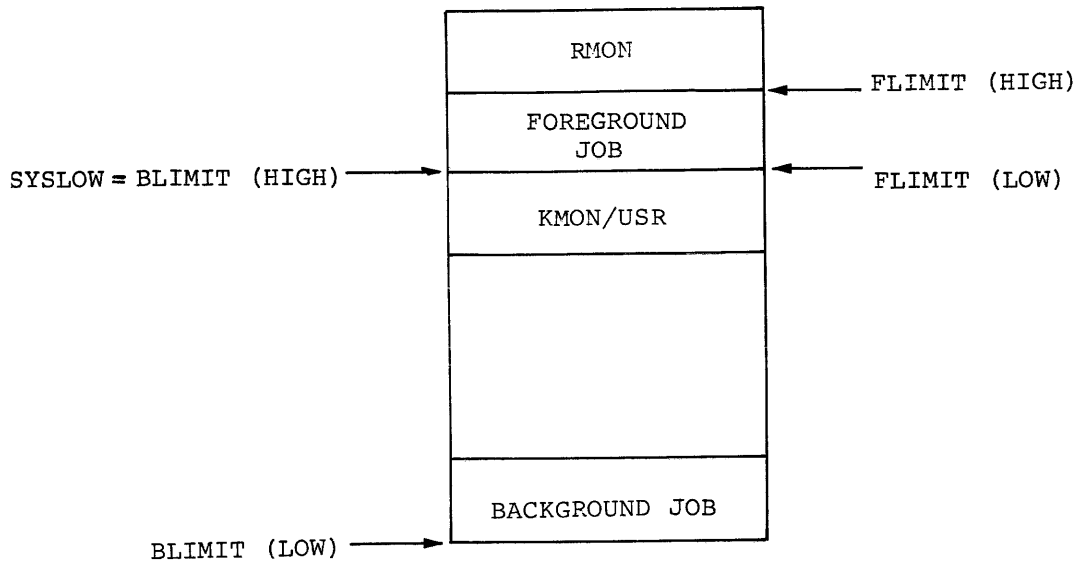 RMON
FLIMIT (HIGH)
FOREGROUND
JOB
SYSLOW = BLIMIT (HIGH)
FLIMIT (LOW)
KMON/USR
BACKGROUND JOB
BLIMIT (LOW)